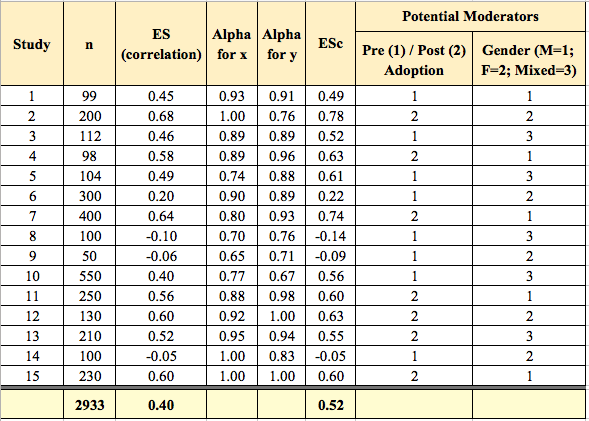 Potential Moderators
Study n ES (correlation) Alpha for x Alpha for y ESc Pre (1) / Post (2) Adoption Gender (M=1; F=2; Mixed=3)
1 99 0.45 0.93 0.91 0.49 1 1
2 200 0.68 1.00 0.76 0.78 2 2
3 112 0.46 0.89 0.89 0.52 1 3
4 98 0.58 0.89 0.96 0.63 2 1
5 104 0.49 0.74 0.88 0.61 1 3
6 300 0.20 0.90 0.89 0.22 1 2
7 400 0.64 0.80 0.93 0.74 2 1
8 100 -0.10 0.70 0.76 -0.14 1 3
9 50 -0.06 0.65 0.71 -0.09 1 2
10 550 0.40 0.77 0.67 0.56 1 3
11 250 0.56 0.88 0.98 0.60 2 1
12 130 0.60 0.92 1.00 0.63 2 2
13 210 0.52 0.95 0.94 0.55 2 3
14 100 -0.05 1.00 0.83 -0.05 1 2
15 230 0.60 1.00 1.00 0.60 2 1
2933 0.40 0.52